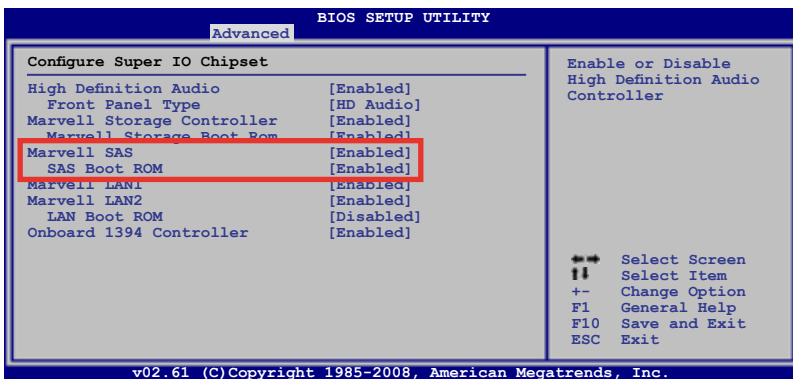 BIOS SETUP UTILITY
Advanced
Configure Super IO Chipset
High Definition Audio [Enabled]
Front Panel Type [HD Audio]
Marvell Storage Controller [Enabled]
Marvell Storage Boot Rom [Enabled]
Marvell SAS [Enabled]
SAS Boot ROM [Enabled]
Marvell LAN1 [Enabled]
Marvell LAN2 [Enabled]
LAN Boot ROM [Disabled]
Onboard 1394 Controller [Enabled]
Enable or Disable
High Definition Audio
Controller
←→ Select Screen
↑↓ Select Item
+- Change Option
F1 General Help
F10 Save and Exit
ESC Exit
v02.61 (C)Copyright 1985-2008, American Megatrends, Inc.